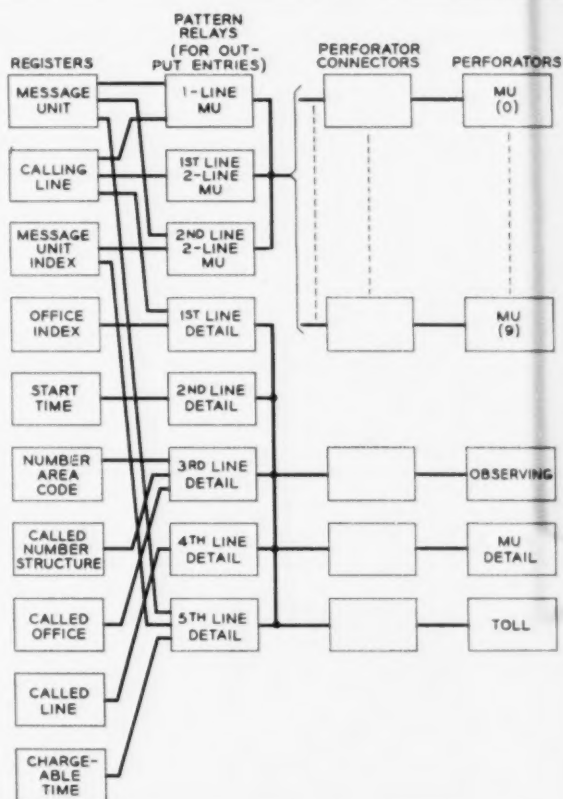 REGISTERS
PATTERN
RELAYS
(FOR OUT-
PUT ENTRIES)
PERFORATOR
CONNECTORS
PERFORATORS
MESSAGE
UNIT
CALLING
LINE
MESSAGE
UNIT
INDEX
OFFICE
INDEX
START
TIME
NUMBER
AREA
CODE
CALLED
NUMBER
STRUCTURE
CALLED
OFFICE
CALLED
LINE
CHARGE-
ABLE
TIME
1-LINE
MU
1ST LINE
2-LINE
MU
2ND LINE
2-LINE
MU
1ST LINE
DETAIL
2ND LINE
DETAIL
3RD LINE
DETAIL
4TH LINE
DETAIL
5TH LINE
DETAIL
MU
(0)
MU
(9)
OBSERVING
MU
DETAIL
TOLL